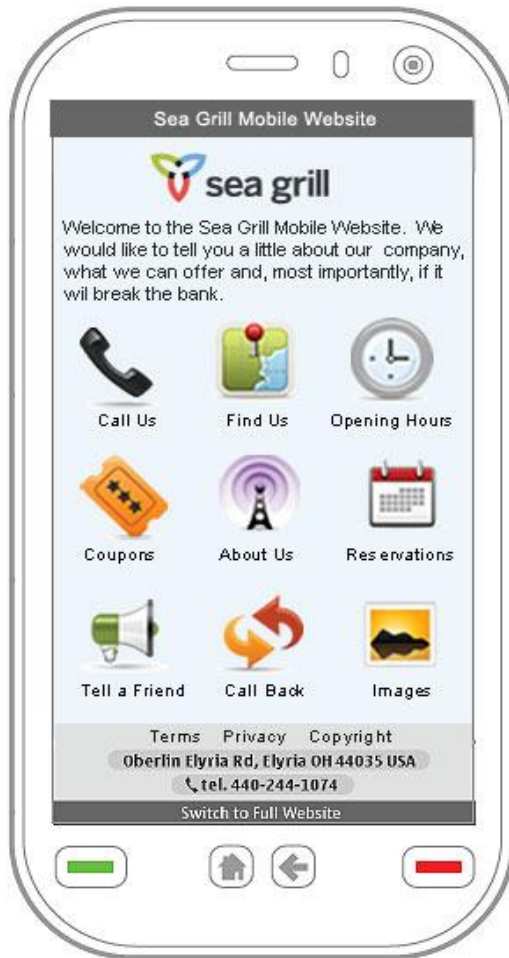 Sea Grill Mobile Website
sea grill
Welcome to the Sea Grill Mobile Website. We
would like to tell you a little about our company,
what we can offer and, most importantly, if it
wil break the bank.
Call Us Find Us Opening Hours
Coupons About Us Reservations
Tell a Friend Call Back Images
Terms Privacy Copyright
Oberlin Elyria Rd, Elyria OH 44035 USA
tel. 440-244-1074
Switch to Full Website